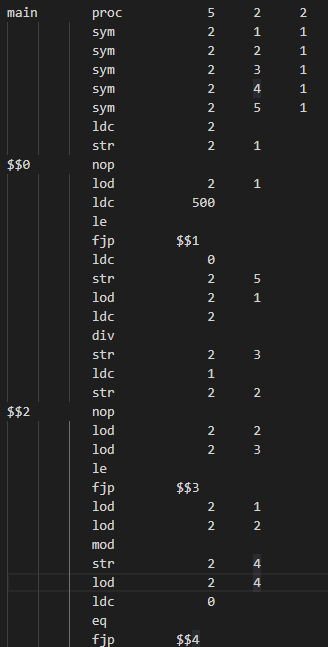 main proc 5 2 2
sym 2 1 1
sym 2 2 1
sym 2 3 1
sym 2 4 1
sym 2 5 1
ldc 2
str 2 1
$$0 nop
lod 2 1
ldc 500
le
fjp $$1
ldc 0
str 2 5
lod 2 1
ldc 2
div
str 2 3
ldc 1
str 2 2
$$2 nop
lod 2 2
lod 2 3
le
fjp $$3
lod 2 1
lod 2 2
mod
str 2 4
lod 2 4
ldc 0
eq
fjp $$4